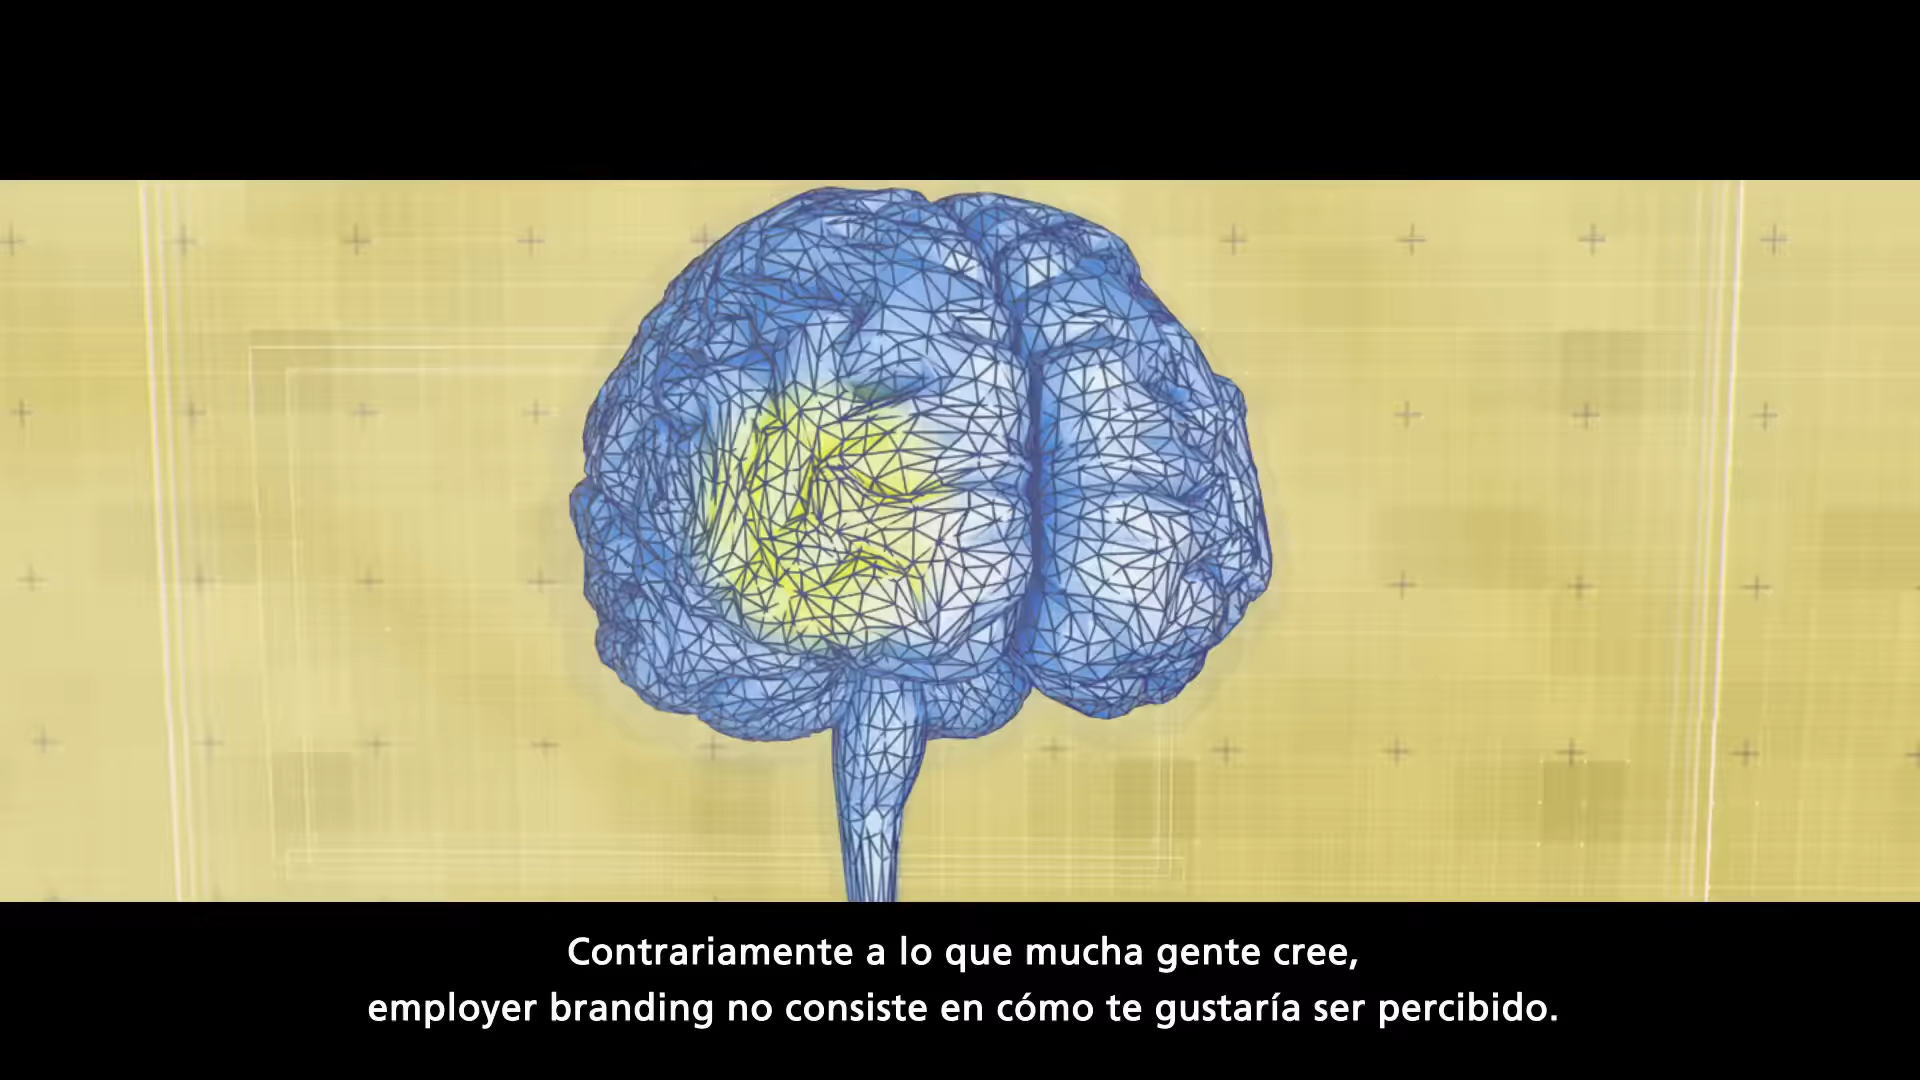 Contrariamente a lo que mucha gente cree,
employer branding no consiste en cómo te gustaría ser percibido.